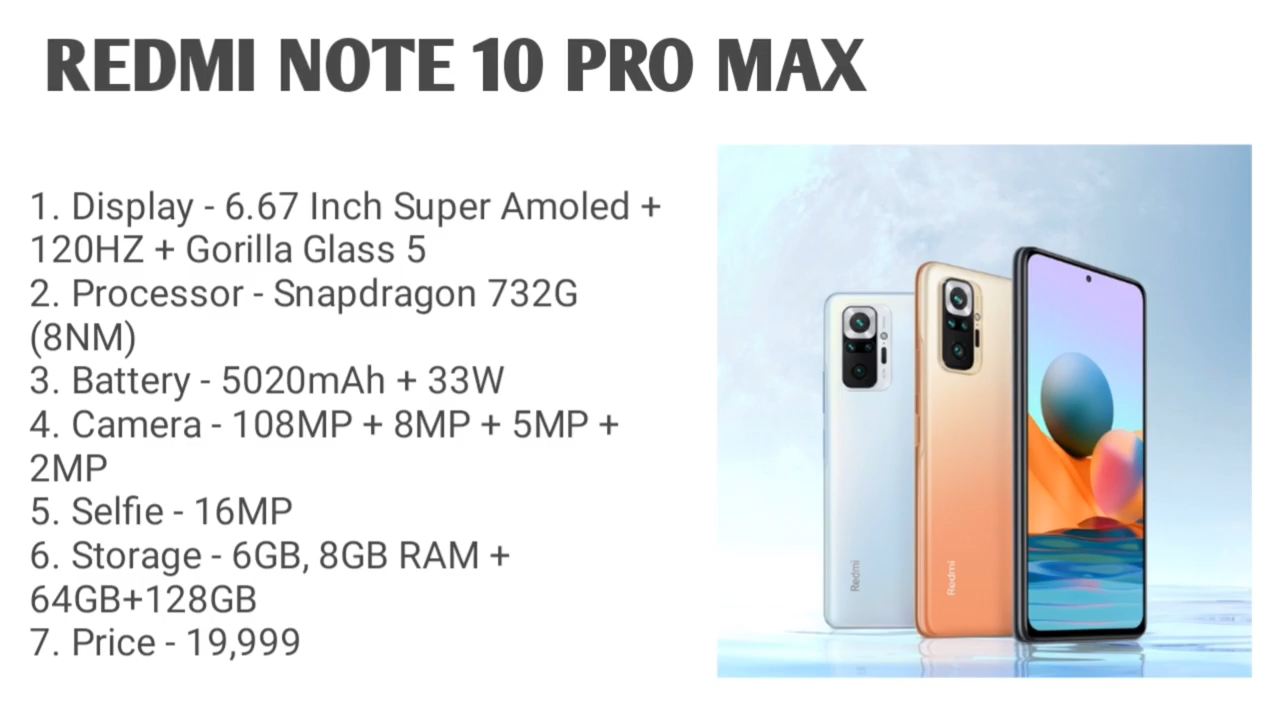 REDMI NOTE 10 PRO MAX
1. Display - 6.67 Inch Super Amoled +
120HZ + Gorilla Glass 5
2. Processor - Snapdragon 732G
(8NM)
3. Battery - 5020mAh + 33W
4. Camera - 108MP + 8MP + 5MP +
2MP
5. Selfie - 16MP
6. Storage - 6GB, 8GB RAM +
64GB+128GB
7. Price - 19,999
Redmi
Redmi